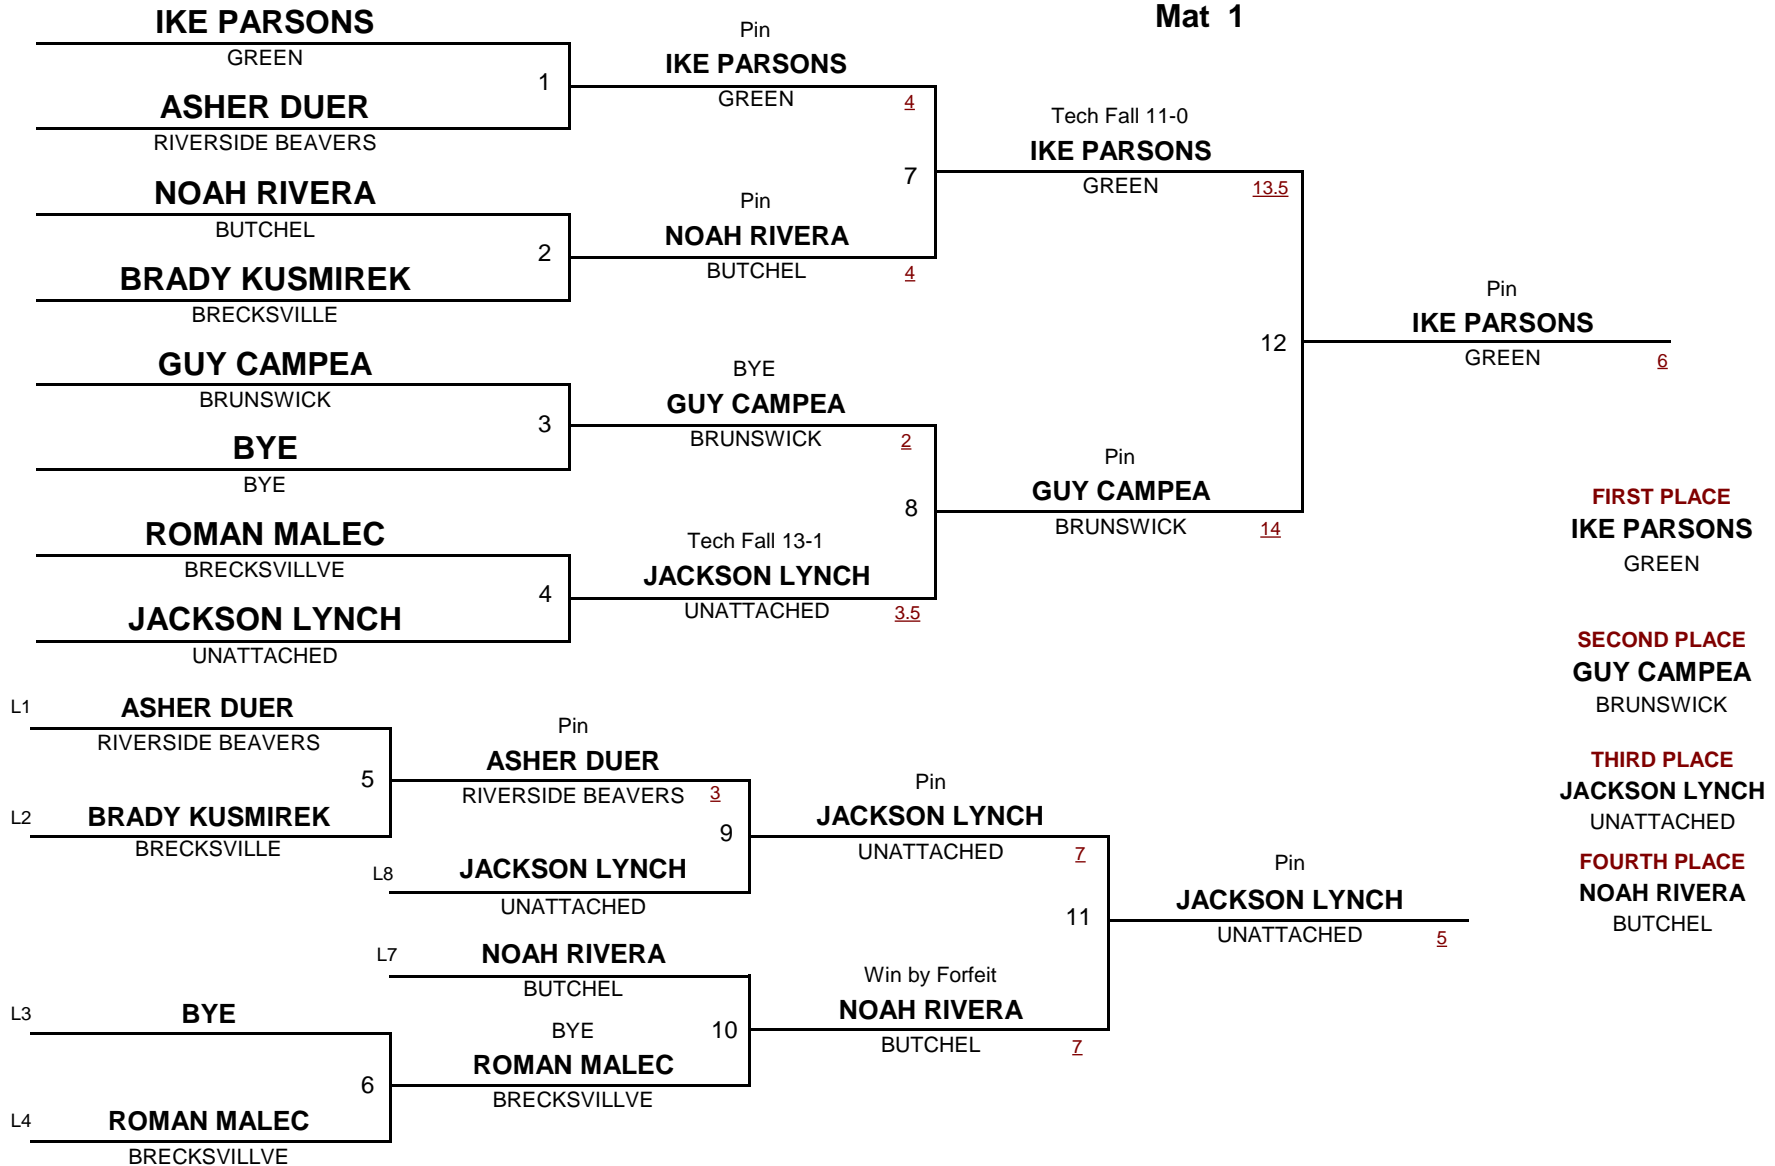 Mat 1
IKE PARSONS
GREEN
1
ASHER DUER
RIVERSIDE BEAVERS
NOAH RIVERA
BUTCHEL
2
BRADY KUSMIREK
BRECKSVILLE
GUY CAMPEA
BRUNSWICK
3
BYE
BYE
ROMAN MALEC
BRECKSVILLVE
4
JACKSON LYNCH
UNATTACHED
Pin
IKE PARSONS
GREEN 4
7
Pin
NOAH RIVERA
BUTCHEL 4
BYE
GUY CAMPEA
BRUNSWICK 2
8
Tech Fall 13-1
JACKSON LYNCH
UNATTACHED 3.5
Tech Fall 11-0
IKE PARSONS
GREEN 13.5
12
Pin
GUY CAMPEA
BRUNSWICK 14
Pin
IKE PARSONS
GREEN 6
FIRST PLACE
IKE PARSONS
GREEN
SECOND PLACE
GUY CAMPEA
BRUNSWICK
THIRD PLACE
JACKSON LYNCH
UNATTACHED
FOURTH PLACE
NOAH RIVERA
BUTCHEL
L1 ASHER DUER
RIVERSIDE BEAVERS
5
L2 BRADY KUSMIREK
BRECKSVILLE
L3 BYE
6
L4 ROMAN MALEC
BRECKSVILLVE
Pin
ASHER DUER
RIVERSIDE BEAVERS 3
9
L8 JACKSON LYNCH
UNATTACHED
L7 NOAH RIVERA
BUTCHEL
10
BYE
ROMAN MALEC
BRECKSVILLVE
Pin
JACKSON LYNCH
UNATTACHED 7
11
Win by Forfeit
NOAH RIVERA
BUTCHEL 7
Pin
JACKSON LYNCH
UNATTACHED 5